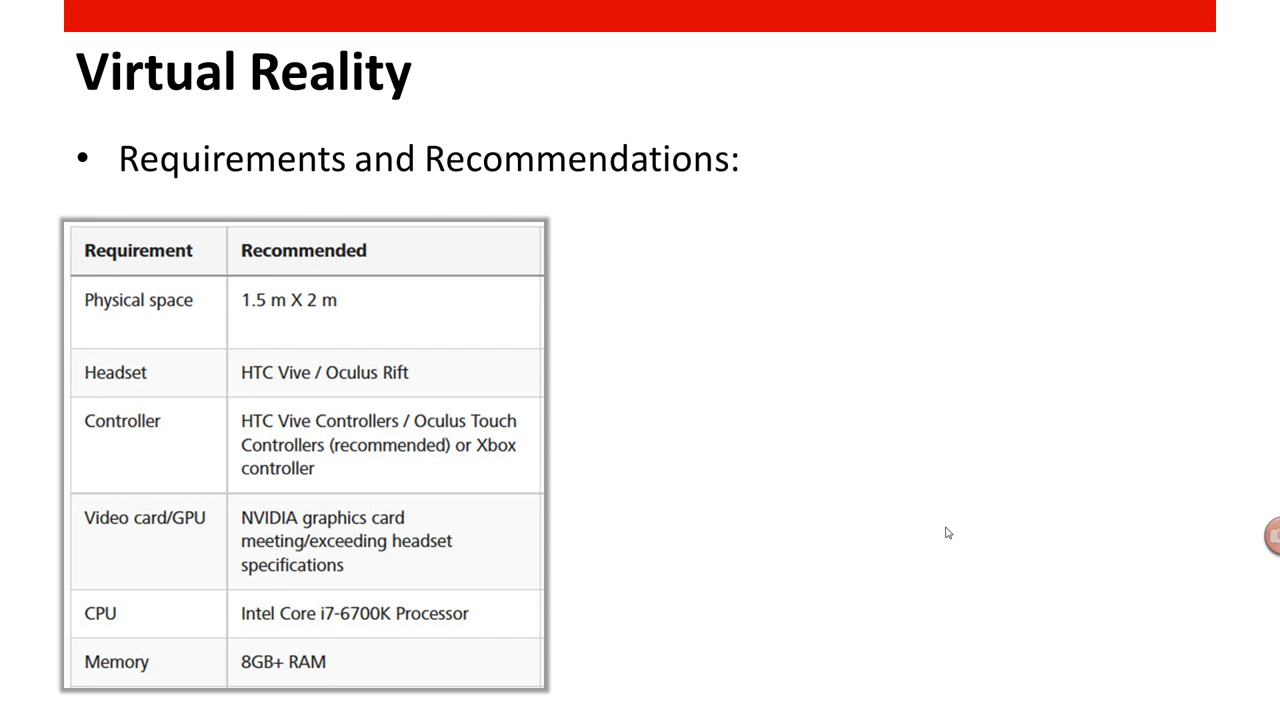 Virtual Reality
• Requirements and Recommendations:
Requirement Recommended
Physical space 1.5 m X 2 m
Headset HTC Vive / Oculus Rift
Controller HTC Vive Controllers / Oculus Touch
Controllers (recommended) or Xbox
controller
Video card/GPU NVIDIA graphics card
meeting/exceeding headset
specifications
CPU Intel Core i7-6700K Processor
Memory 8GB+ RAM